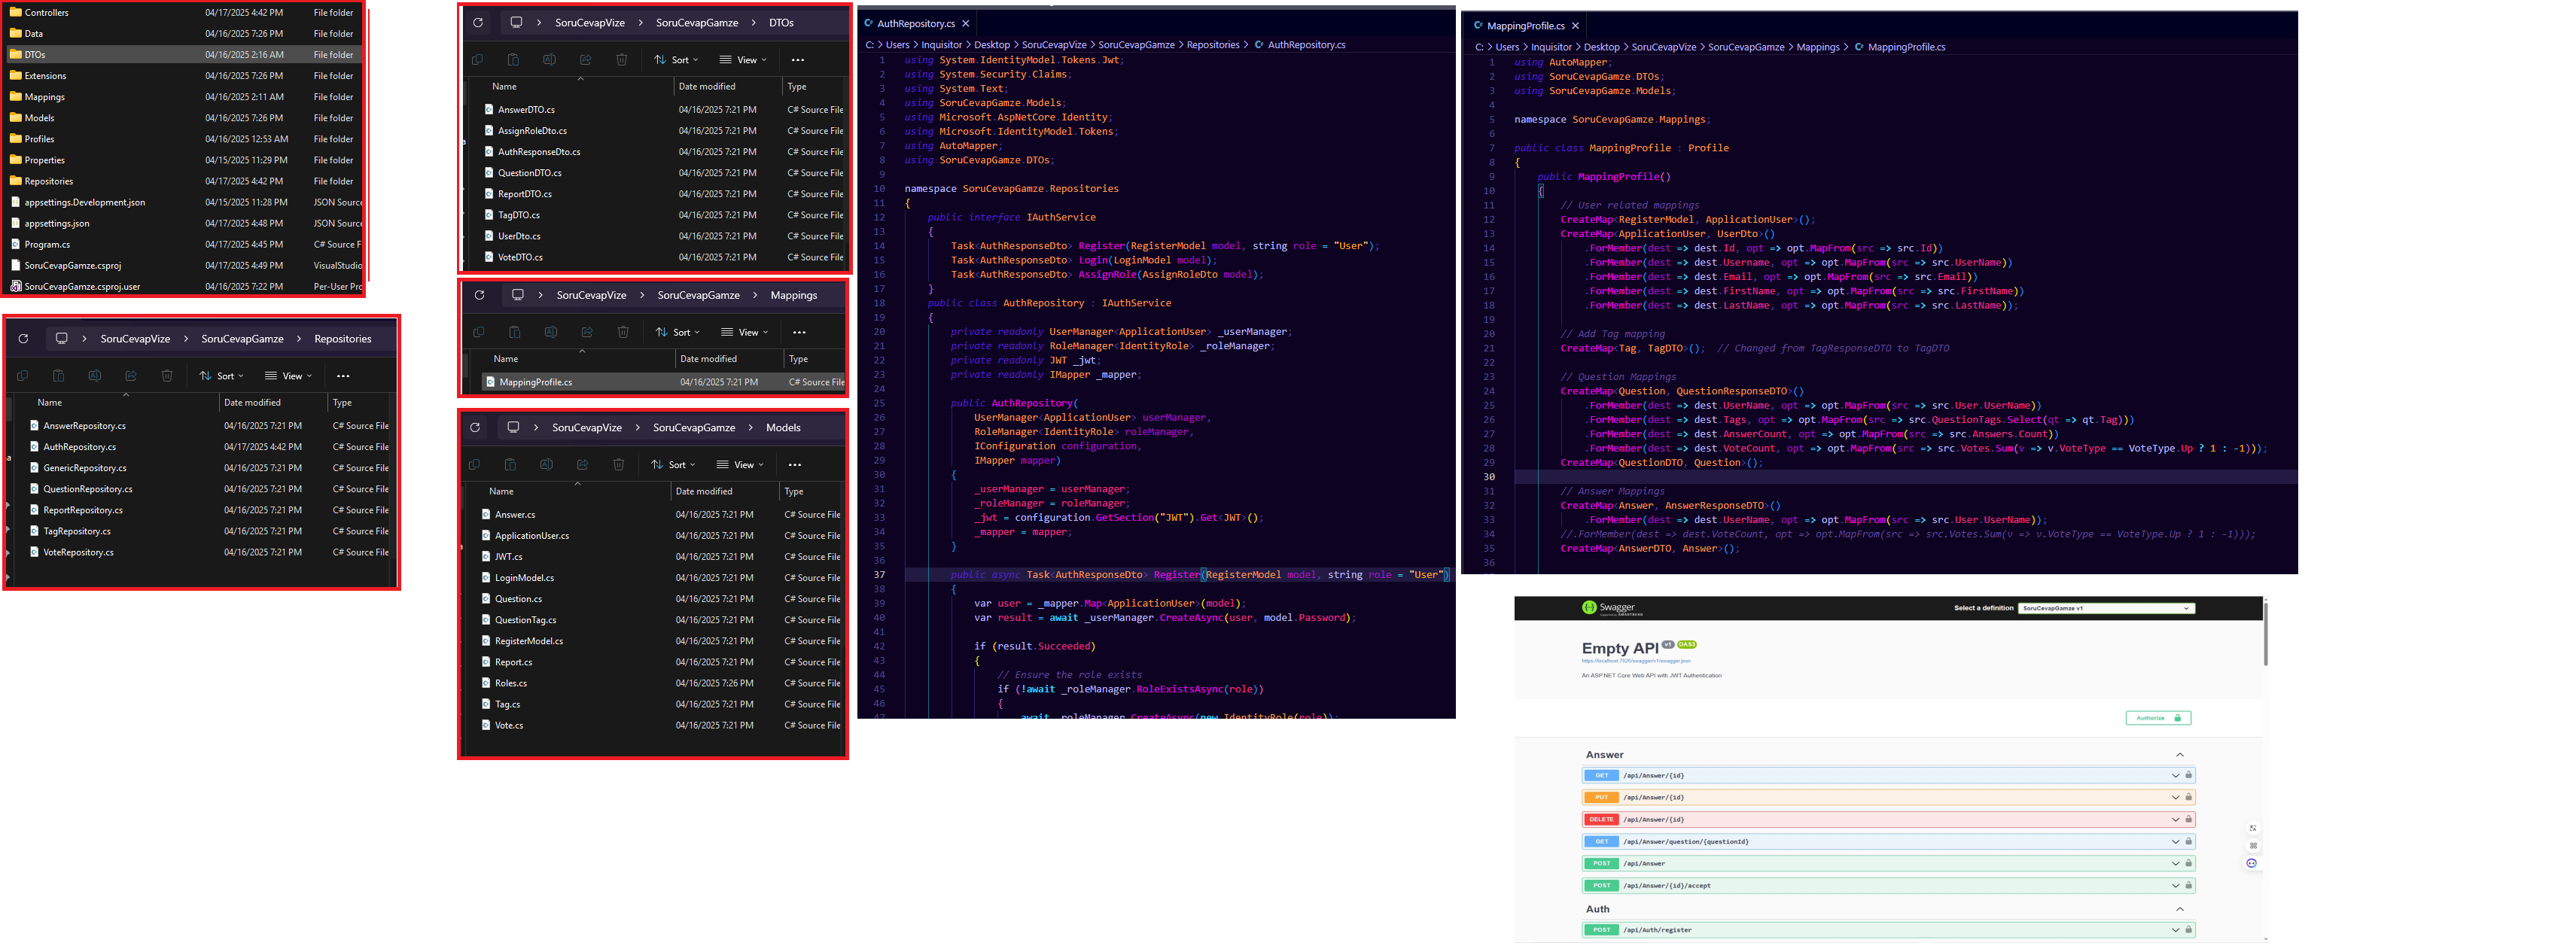 Controllers 04/17/2025 4:42 PM File folder
Data 04/16/2025 7:26 PM File folder
DTOs 04/16/2025 2:16 AM File folder
Extensions 04/16/2025 7:26 PM File folder
Mappings 04/16/2025 2:11 AM File folder
Models 04/16/2025 7:26 PM File folder
Profiles 04/16/2025 12:53 AM File folder
Properties 04/15/2025 11:29 PM File folder
Repositories 04/17/2025 4:42 PM File folder
appsettings.Development.json 04/15/2025 11:28 PM JSON Source
appsettings.json 04/17/2025 4:48 PM JSON Source
Program.cs 04/17/2025 4:45 PM C# Source F
SoruCevapGamze.csproj 04/17/2025 4:49 PM VisualStudio
SoruCevapGamze.csproj.user 04/16/2025 7:22 PM Per-User Pro
SoruCevapVize > SoruCevapGamze > Repositories
Sort View ...
Name Date modified Type
AnswerRepository.cs 04/16/2025 7:21 PM C# Source File
AuthRepository.cs 04/17/2025 4:42 PM C# Source File
GenericRepository.cs 04/16/2025 7:21 PM C# Source File
QuestionRepository.cs 04/16/2025 7:21 PM C# Source File
ReportRepository.cs 04/16/2025 7:21 PM C# Source File
TagRepository.cs 04/16/2025 7:21 PM C# Source File
VoteRepository.cs 04/16/2025 7:21 PM C# Source File
SoruCevapVize > SoruCevapGamze > DTOs
Sort View ...
Name Date modified Type
AnswerDTO.cs 04/16/2025 7:21 PM C# Source File
AssignRoleDto.cs 04/16/2025 7:21 PM C# Source File
AuthResponseDto.cs 04/16/2025 7:21 PM C# Source File
QuestionDTO.cs 04/16/2025 7:21 PM C# Source File
ReportDTO.cs 04/16/2025 7:21 PM C# Source File
TagDTO.cs 04/16/2025 7:21 PM C# Source File
UserDto.cs 04/16/2025 7:21 PM C# Source File
VoteDTO.cs 04/16/2025 7:21 PM C# Source File
SoruCevapVize > SoruCevapGamze > Mappings
Sort View ...
Name Date modified Type
MappingProfile.cs 04/16/2025 7:21 PM C# Source File
SoruCevapVize > SoruCevapGamze > Models
Sort View ...
Name Date modified Type
Answer.cs 04/16/2025 7:21 PM C# Source File
ApplicationUser.cs 04/16/2025 7:21 PM C# Source File
JWT.cs 04/16/2025 7:21 PM C# Source File
LoginModel.cs 04/16/2025 7:21 PM C# Source File
Question.cs 04/16/2025 7:21 PM C# Source File
QuestionTag.cs 04/16/2025 7:21 PM C# Source File
RegisterModel.cs 04/16/2025 7:21 PM C# Source File
Report.cs 04/16/2025 7:21 PM C# Source File
Roles.cs 04/16/2025 7:26 PM C# Source File
Tag.cs 04/16/2025 7:21 PM C# Source File
Vote.cs 04/16/2025 7:21 PM C# Source File
AuthRepository.cs
C: > Users > Inquisitor > Desktop > SoruCevapVize > SoruCevapGamze > Repositories > AuthRepository.cs
1 using System.IdentityModel.Tokens.Jwt;
2 using System.Security.Claims;
3 using System.Text;
4 using SoruCevapGamze.Models;
5 using Microsoft.AspNetCore.Identity;
6 using Microsoft.IdentityModel.Tokens;
7 using AutoMapper;
8 using SoruCevapGamze.DTOs;
9
10 namespace SoruCevapGamze.Repositories
11 {
12 public interface IAuthService
13 {
14 Task<AuthResponseDto> Register(RegisterModel model, string role = "User");
15 Task<AuthResponseDto> Login(LoginModel model);
16 Task<AuthResponseDto> AssignRole(AssignRoleDto model);
17 }
18 public class AuthRepository : IAuthService
19 {
20 private readonly UserManager<ApplicationUser> _userManager;
21 private readonly RoleManager<IdentityRole> _roleManager;
22 private readonly JWT _jwt;
23 private readonly IMapper _mapper;
24
25 public AuthRepository(
26 UserManager<ApplicationUser> userManager,
27 RoleManager<IdentityRole> roleManager,
28 IConfiguration configuration,
29 IMapper mapper)
30 {
31 _userManager = userManager;
32 _roleManager = roleManager;
33 _jwt = configuration.GetSection("JWT").Get<JWT>();
34 _mapper = mapper;
35 }
36
37 public async Task<AuthResponseDto> Register(RegisterModel model, string role = "User")
38 {
39 var user = _mapper.Map<ApplicationUser>(model);
40 var result = await _userManager.CreateAsync(user, model.Password);
41
42 if (result.Succeeded)
43 {
44 // Ensure the role exists
45 if (!await _roleManager.RoleExistsAsync(role))
46 {
47 await _roleManager.CreateAsync(new IdentityRole(role));
MappingProfile.cs
C: > Users > Inquisitor > Desktop > SoruCevapVize > SoruCevapGamze > Mappings > MappingProfile.cs
1 using AutoMapper;
2 using SoruCevapGamze.DTOs;
3 using SoruCevapGamze.Models;
4
5 namespace SoruCevapGamze.Mappings;
6
7 public class MappingProfile : Profile
8 {
9 public MappingProfile()
10 {
11 // User related mappings
12 CreateMap<RegisterModel, ApplicationUser>();
13 CreateMap<ApplicationUser, UserDto>()
14 .ForMember(dest => dest.Id, opt => opt.MapFrom(src => src.Id))
15 .ForMember(dest => dest.Username, opt => opt.MapFrom(src => src.UserName))
16 .ForMember(dest => dest.Email, opt => opt.MapFrom(src => src.Email))
17 .ForMember(dest => dest.FirstName, opt => opt.MapFrom(src => src.FirstName))
18 .ForMember(dest => dest.LastName, opt => opt.MapFrom(src => src.LastName));
19
20 // Add Tag mapping
21 CreateMap<Tag, TagDTO>(); // Changed from TagResponseDTO to TagDTO
22
23 // Question Mappings
24 CreateMap<Question, QuestionResponseDTO>()
25 .ForMember(dest => dest.UserName, opt => opt.MapFrom(src => src.User.UserName))
26 .ForMember(dest => dest.Tags, opt => opt.MapFrom(src => src.QuestionTags.Select(qt => qt.Tag)))
27 .ForMember(dest => dest.AnswerCount, opt => opt.MapFrom(src => src.Answers.Count))
28 .ForMember(dest => dest.VoteCount, opt => opt.MapFrom(src => src.Votes.Sum(v => v.VoteType == VoteType.Up ? 1 : -1)));
29 CreateMap<QuestionDTO, Question>();
30
31 // Answer Mappings
32 CreateMap<Answer, AnswerResponseDTO>()
33 .ForMember(dest => dest.UserName, opt => opt.MapFrom(src => src.User.UserName));
34 //.ForMember(dest => dest.VoteCount, opt => opt.MapFrom(src => src.Votes.Sum(v => v.VoteType == VoteType.Up ? 1 : -1)));
35 CreateMap<AnswerDTO, Answer>();
36
Swagger
Select a definition SoruCevapGamze v1
Empty API v1 OAS3
An ASP.NET Core Web API with JWT Authentication
Authorize
Answer
GET /api/Answer/{id}
PUT /api/Answer/{id}
DELETE /api/Answer/{id}
GET /api/Answer/question/{questionId}
POST /api/Answer
POST /api/Answer/{id}/accept
Auth
POST /api/Auth/register